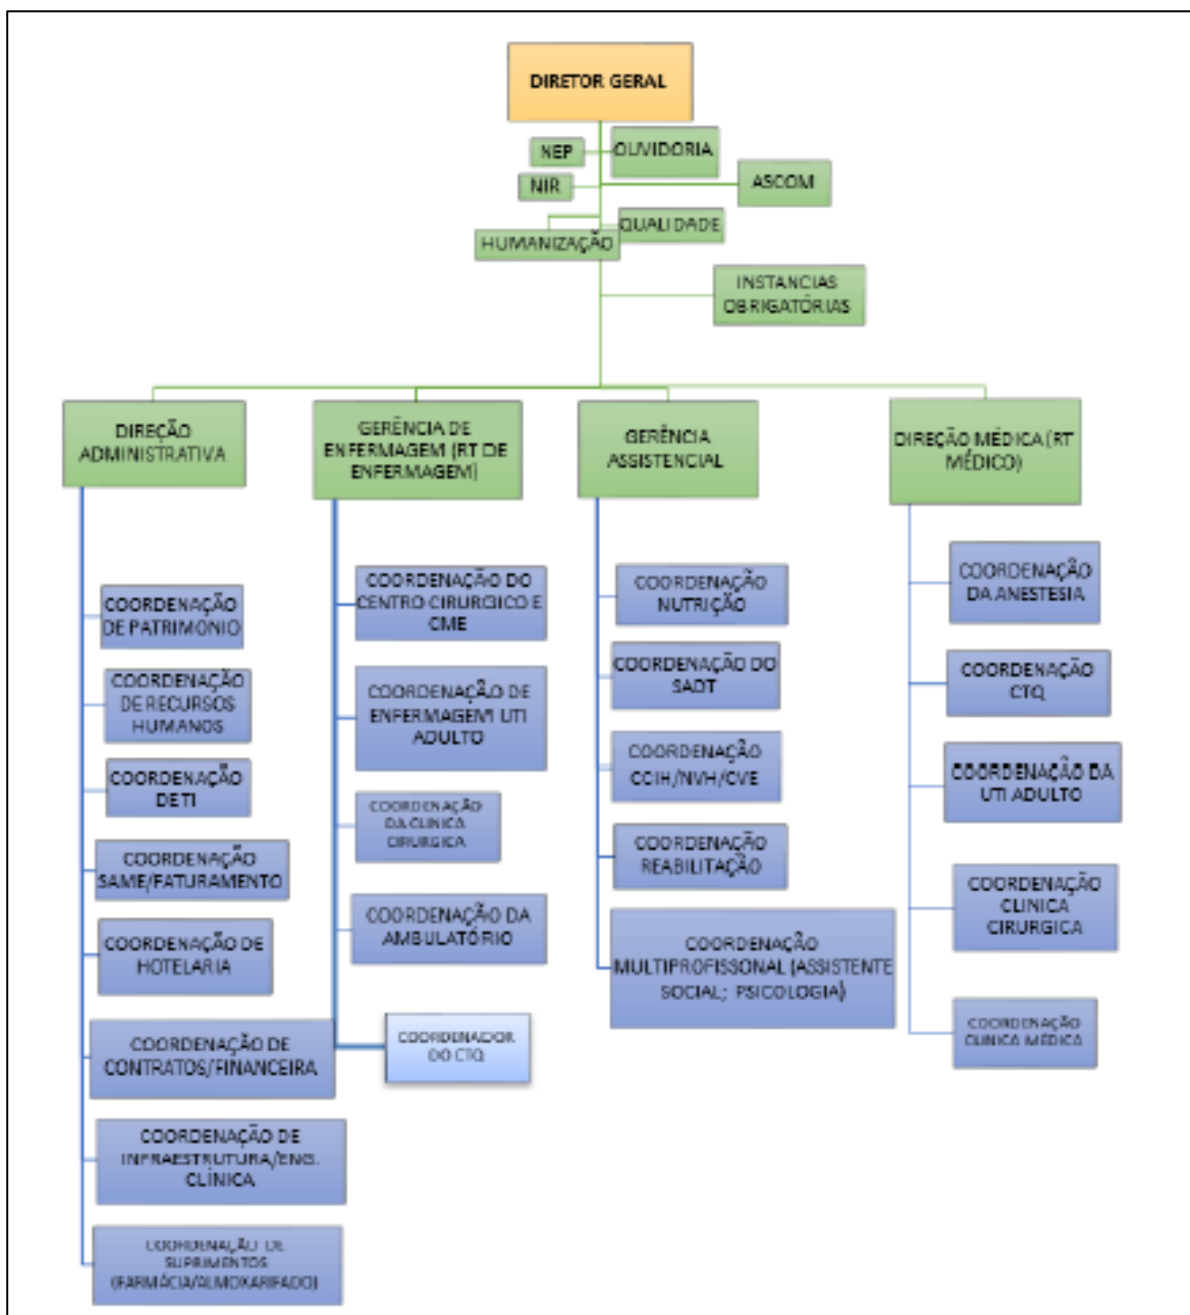 DIRETOR GERAL
NEP
OUVIDORIA
NIR
ASCOM
HUMANIZAÇÃO
QUALIDADE
INSTANCIAS
OBRIGATÓRIAS
DIREÇÃO
ADMINISTRATIVA
COORDENAÇÃO
DE PATRIMÔNIO
COORDENAÇÃO
DE RECURSOS
HUMANOS
COORDENAÇÃO
DETI
COORDENAÇÃO
SAME/FATURAMENTO
COORDENAÇÃO DE
HOTELARIA
COORDENAÇÃO DE
CONTRATOS/FINANCEIRA
COORDENAÇÃO DE
INFRAESTRUTURA/ENG.
CLÍNICA
COORDENAÇÃO DE
SUPRIMENTOS
(FARMÁCIA/ALMOXARIFADO)
GERÊNCIA DE
ENFERMAGEM (RT DE
ENFERMAGEM)
COORDENAÇÃO DO
CENTRO CIRURGICO E
CME
COORDENAÇÃO DE
ENFERMAGEM UTI
ADULTO
COORDENAÇÃO
DA CLINICA
CIRURGICA
COORDENAÇÃO DA
AMBULATÓRIO
COORDENADOR
DO CTQ
GERÊNCIA
ASSISTENCIAL
COORDENAÇÃO
NUTRIÇÃO
COORDENAÇÃO DO
SADT
COORDENAÇÃO
CCIH/NVH/CVE
COORDENAÇÃO
REABILITAÇÃO
COORDENAÇÃO
MULTIPROFISSONAL (ASSISTENTE
SOCIAL; PSICOLOGIA)
DIREÇÃO MÉDICA (RT
MÉDICO)
COORDENAÇÃO
DA ANESTESIA
COORDENAÇÃO
CTQ
COORDENAÇÃO DA
UTI ADULTO
COORDENAÇÃO
CLINICA
CIRURGICA
COORDENAÇÃO
CLINICA MÉDICA